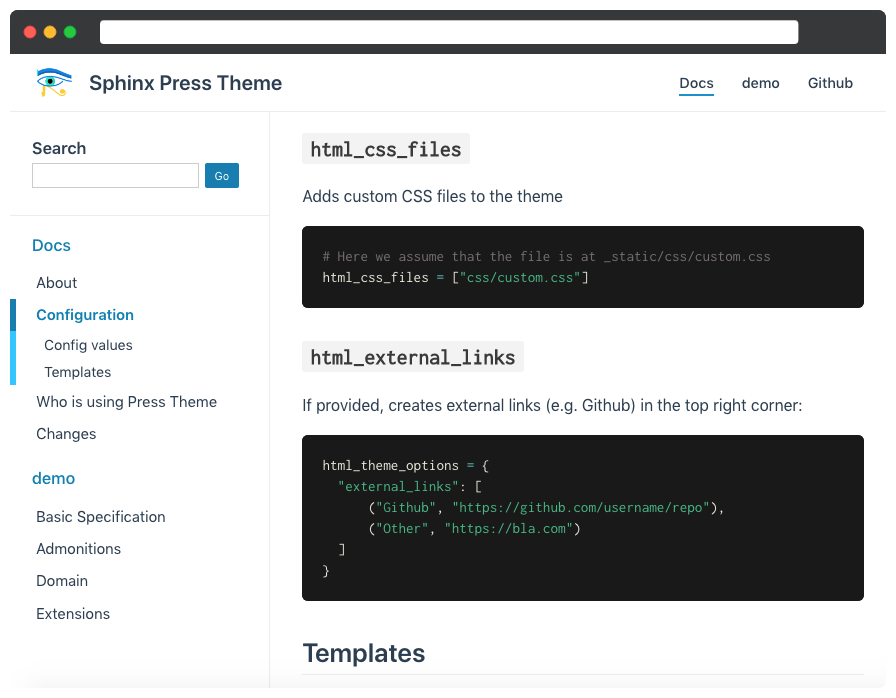 Sphinx Press Theme
Docs demo Github
Search
Go
Docs
About
Configuration
Config values
Templates
Who is using Press Theme
Changes
demo
Basic Specification
Admonitions
Domain
Extensions
html_css_files
Adds custom CSS files to the theme
# Here we assume that the file is at _static/css/custom.css
html_css_files = ["css/custom.css"]
html_external_links
If provided, creates external links (e.g. Github) in the top right corner:
html_theme_options = {
  "external_links": [
      ("Github", "https://github.com/username/repo"),
      ("Other", "https://bla.com")
  ]
}
Templates